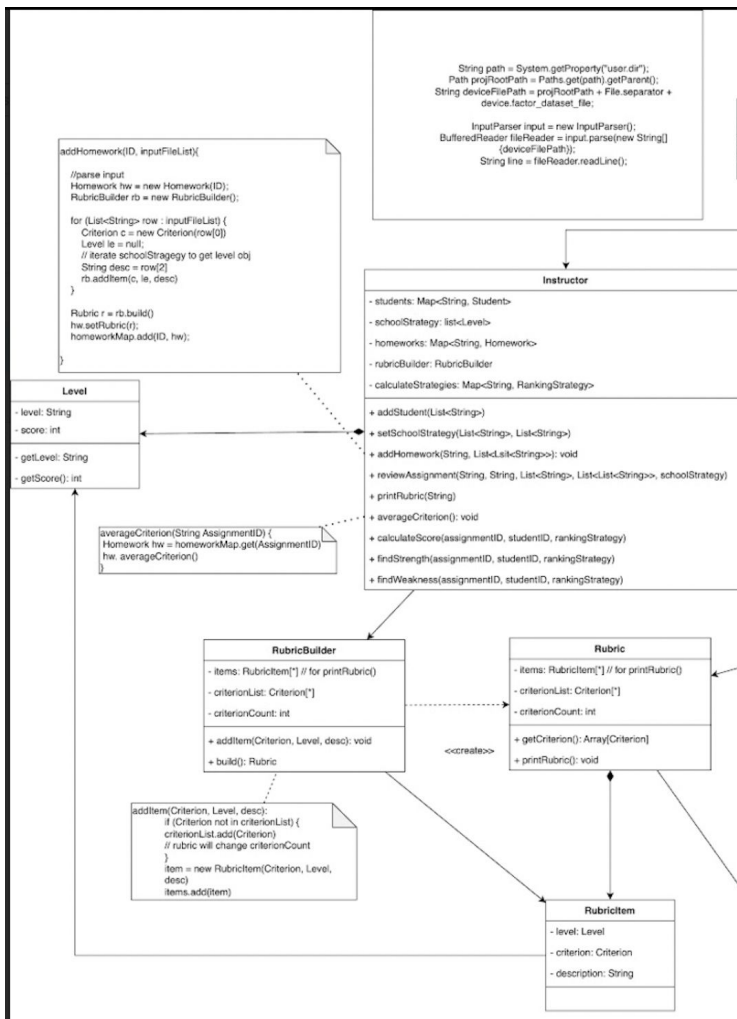 String path = System.getProperty("user.dir");
Path projRootPath = Paths.get(path).getParent();
String deviceFilePath = projRootPath + File.separator +
device.factor_dataset_file;
InputParser input = new InputParser();
BufferedReader fileReader = input.parse(new String[]
{deviceFilePath});
String line = fileReader.readLine();
addHomework(ID, inputFileList){
//parse input
Homework hw = new Homework(ID);
RubricBuilder rb = new RubricBuilder();
for (List<String> row : inputFileList) {
Criterion c = new Criterion(row[0])
Level le = null;
// iterate schoolStragegy to get level obj
String desc = row[2]
rb.addItem(c, le, desc)
}
Rubric r = rb.build()
hw.setRubric(r);
homeworkMap.add(ID, hw);
}
Instructor
- students: Map<String, Student>
- schoolStrategy: list<Level>
- homeworks: Map<String, Homework>
- rubricBuilder: RubricBuilder
- calculateStrategies: Map<String, RankingStrategy>
+ addStudent(List<String>)
+ setSchoolStrategy(List<String>, List<String>)
+ addHomework(String, List<Lsit<String>>): void
+ reviewAssignment(String, String, List<String>, List<List<String>>, schoolStrategy)
+ printRubric(String)
+ averageCriterion(): void
+ calculateScore(assignmentID, studentID, rankingStrategy)
+ findStrength(assignmentID, studentID, rankingStrategy)
+ findWeakness(assignmentID, studentID, rankingStrategy)
Level
- level: String
- score: int
- getLevel: String
- getScore(): int
averageCriterion(String AssignmentID) {
Homework hw = homeworkMap.get(AssignmentID)
hw. averageCriterion()
}
RubricBuilder
- items: RubricItem[*] // for printRubric()
- criterionList: Criterion[*]
- criterionCount: int
+ addItem(Criterion, Level, desc): void
+ build(): Rubric
<<create>>
Rubric
- items: RubricItem[*] // for printRubric()
- criterionList: Criterion[*]
- criterionCount: int
+ getCriterion(): Array[Criterion]
+ printRubric(): void
addItem(Criterion, Level, desc):
if (Criterion not in criterionList) {
criterionList.add(Criterion)
// rubric will change criterionCount
}
item = new RubricItem(Criterion, Level,
desc)
items.add(item)
RubricItem
- level: Level
- criterion: Criterion
- description: String